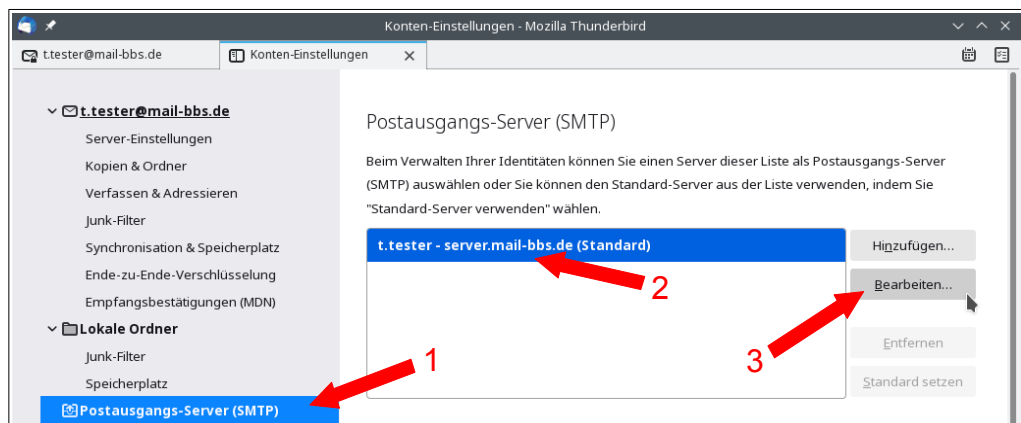 Konten-Einstellungen - Mozilla Thunderbird
t.tester@mail-bbs.de
Konten-Einstellungen
t.tester@mail-bbs.de
Server-Einstellungen
Kopien & Ordner
Verfassen & Adressieren
Junk-Filter
Synchronisation & Speicherplatz
Ende-zu-Ende-Verschlüsselung
Empfangsbestätigungen (MDN)
Lokale Ordner
Junk-Filter
Speicherplatz
Postausgangs-Server (SMTP)
1
Postausgangs-Server (SMTP)
Beim Verwalten Ihrer Identitäten können Sie einen Server dieser Liste als Postausgangs-Server
(SMTP) auswählen oder Sie können den Standard-Server aus der Liste verwenden, indem Sie
"Standard-Server verwenden" wählen.
t.tester - server.mail-bbs.de (Standard)
2
Hinzufügen...
Bearbeiten...
3
Entfernen
Standard setzen